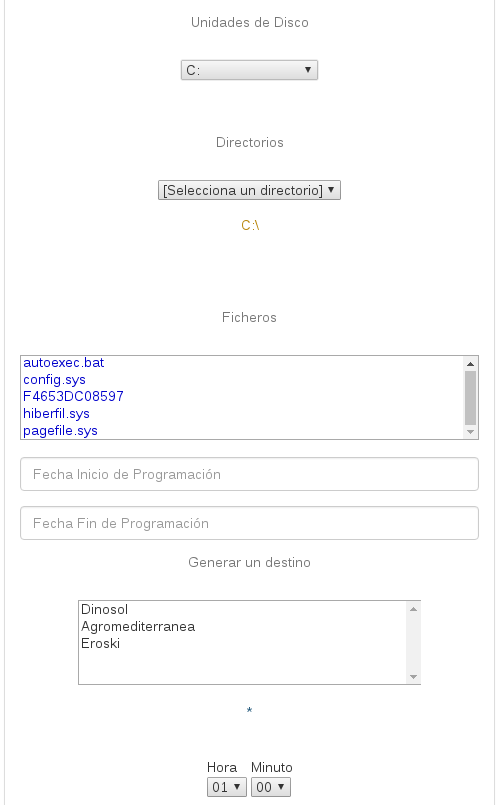 Unidades de Disco
C:
Directorios
[Selecciona un directorio]
C:\
Ficheros
autoexec.bat
config.sys
F4653DC08597
hiberfil.sys
pagefile.sys
Fecha Inicio de Programación
Fecha Fin de Programación
Generar un destino
Dinosol
Agromediterranea
Eroski
*
Hora Minuto
01 00